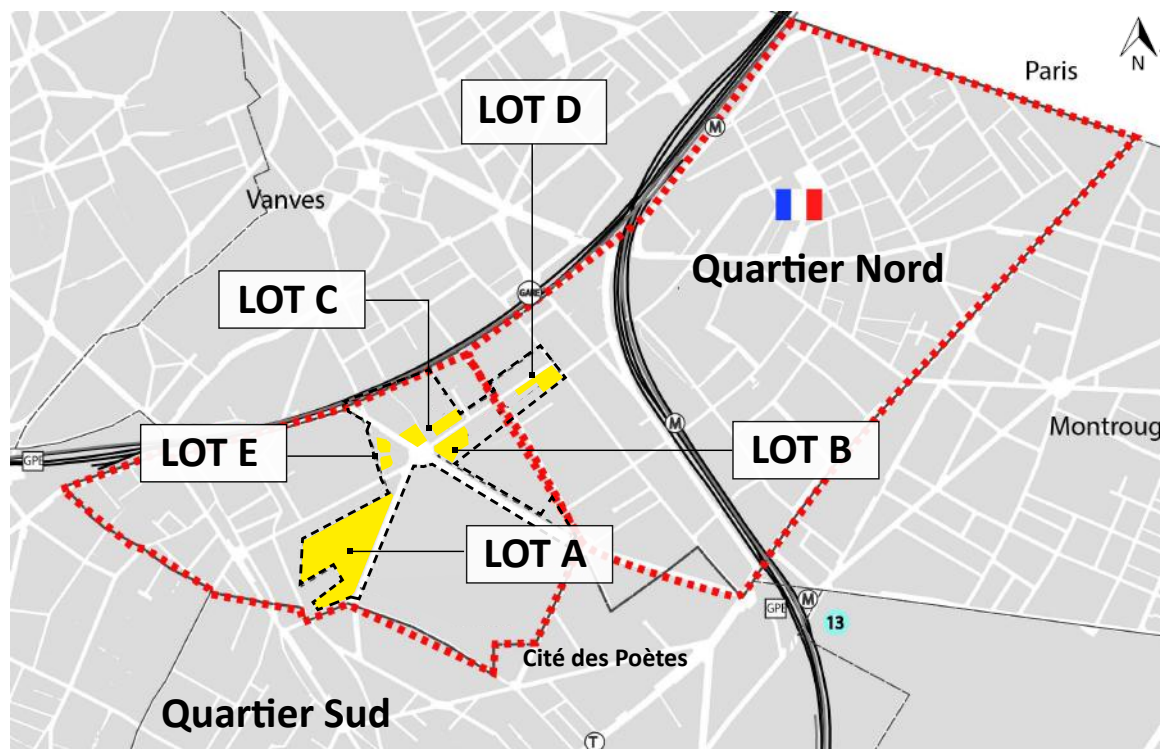 Paris
N
LOT D
M
Vanves
Quartier Nord
GARE
LOT C
M
Montroug
GPE
LOT E
LOT B
LOT A
M
GPE
13
Cité des Poètes
Quartier Sud
T